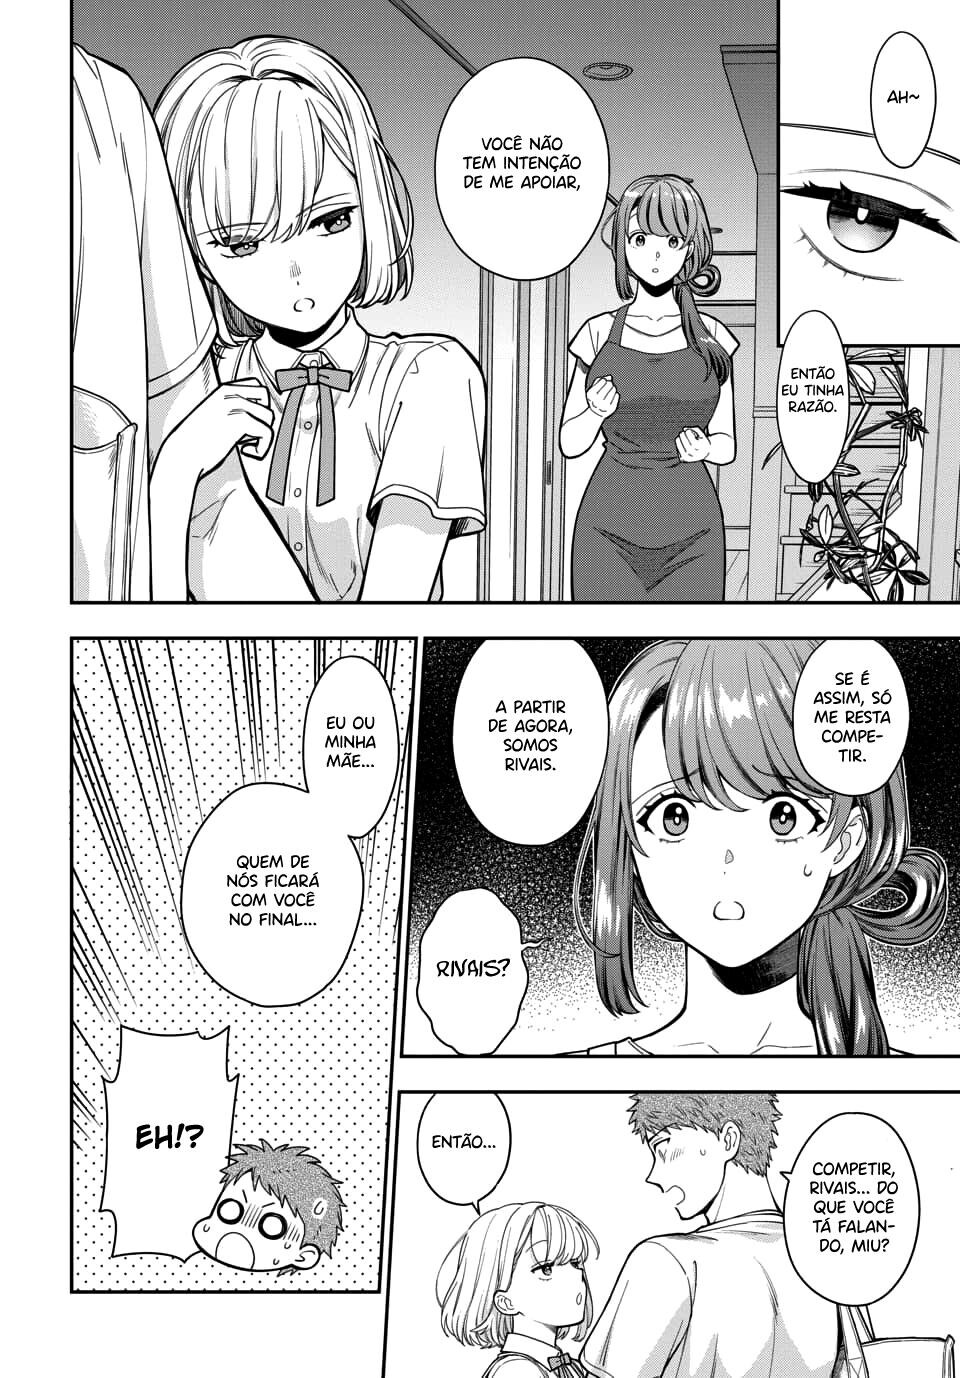 AH~
ENTÃO
EU TINHA
RAZÃO.
VOCÊ NÃO
TEM INTENÇÃO
DE ME APOIAR,
SE É
ASSIM, SÓ
ME RESTA
COMPE-
TIR.
A PARTIR
DE AGORA,
SOMOS
RIVAIS.
RIVAIS?
COMPETIR,
RIVAIS... DO
QUE VOCÊ
TÁ FALAN-
DO, MIU?
ENTÃO...
EU OU
MINHA
MÃE...
QUEM DE
NÓS FICARÁ
COM VOCÊ
NO FINAL...
EH!?